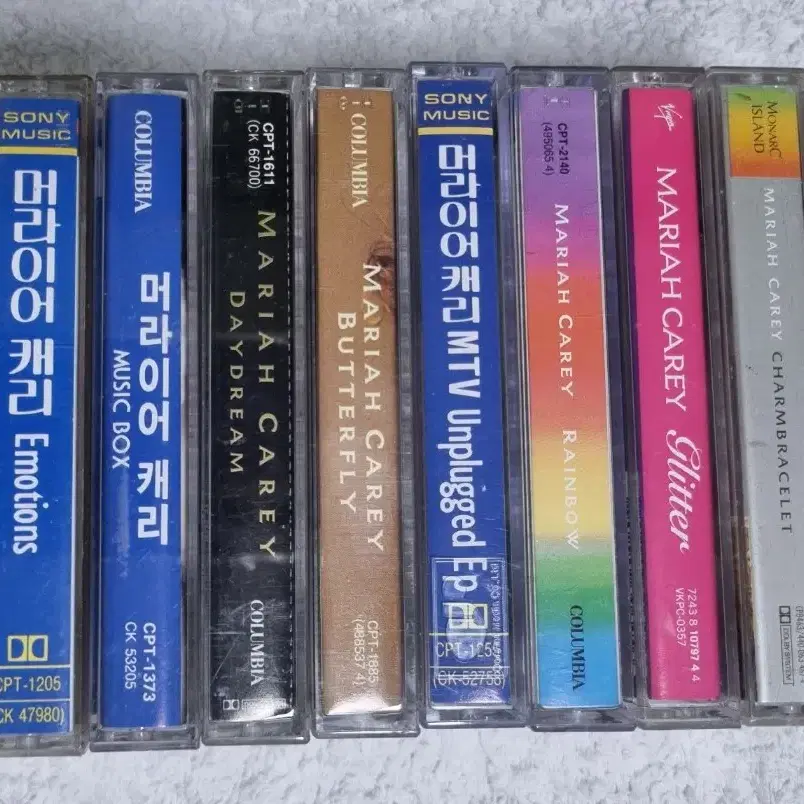 SONY
MUSIC
머라이어 캐리 Emotions
CPT-1205
CK 47980)
COLUMBIA
머라이어 캐리
MUSIC BOX
CPT-1373
CK 53205
CPT-1611
(CK 66700)
MARIAH CAREY
DAYDREAM
COLUMBIA
COLUMBIA
MARIAH CAREY
BUTTERFLY
CPT-1885
(488537 4)
SONY
MUSIC
머라이어 캐리 MTV Unplugged Ep
CPT-1253
(CK-52758)
CPT-2140
(495065 4)
MARIAH CAREY RAINBOW
COLUMBIA
Virgin
MARIAH CAREY Glitter
7243 8 10797 4 4
VKPC-0357
MONARC
ISLAND
MARIAH CAREY CHARMBRACELET
DOLBY SYSTEM